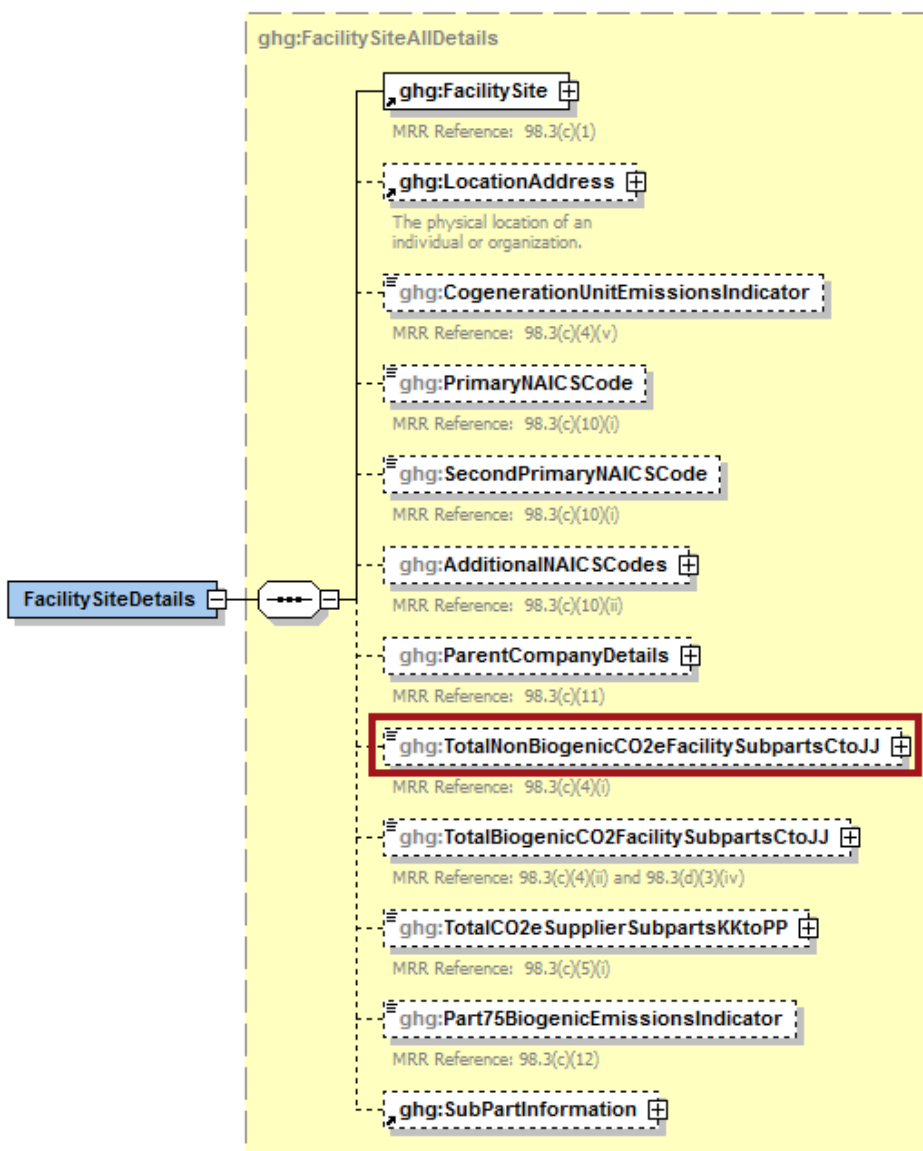 ghg:FacilitySiteAllDetails
ghg:FacilitySite
MRR Reference: 98.3(c)(1)
ghg:LocationAddress
The physical location of an
individual or organization.
ghg:CogenerationUnitEmissionsIndicator
MRR Reference: 98.3(c)(4)(v)
ghg:PrimaryNAICSCode
MRR Reference: 98.3(c)(10)(i)
ghg:SecondPrimaryNAICSCode
MRR Reference: 98.3(c)(10)(i)
ghg:AdditionalNAICSCodes
MRR Reference: 98.3(c)(10)(ii)
FacilitySiteDetails
ghg:ParentCompanyDetails
MRR Reference: 98.3(c)(11)
ghg:TotalNonBiogenicCO2eFacilitySubpartsCtoJJ
MRR Reference: 98.3(c)(4)(i)
ghg:TotalBiogenicCO2FacilitySubpartsCtoJJ
MRR Reference: 98.3(c)(4)(ii) and 98.3(d)(3)(iv)
ghg:TotalCO2eSupplierSubpartsKKtoPP
MRR Reference: 98.3(c)(5)(i)
ghg:Part75BiogenicEmissionsIndicator
MRR Reference: 98.3(c)(12)
ghg:SubPartInformation